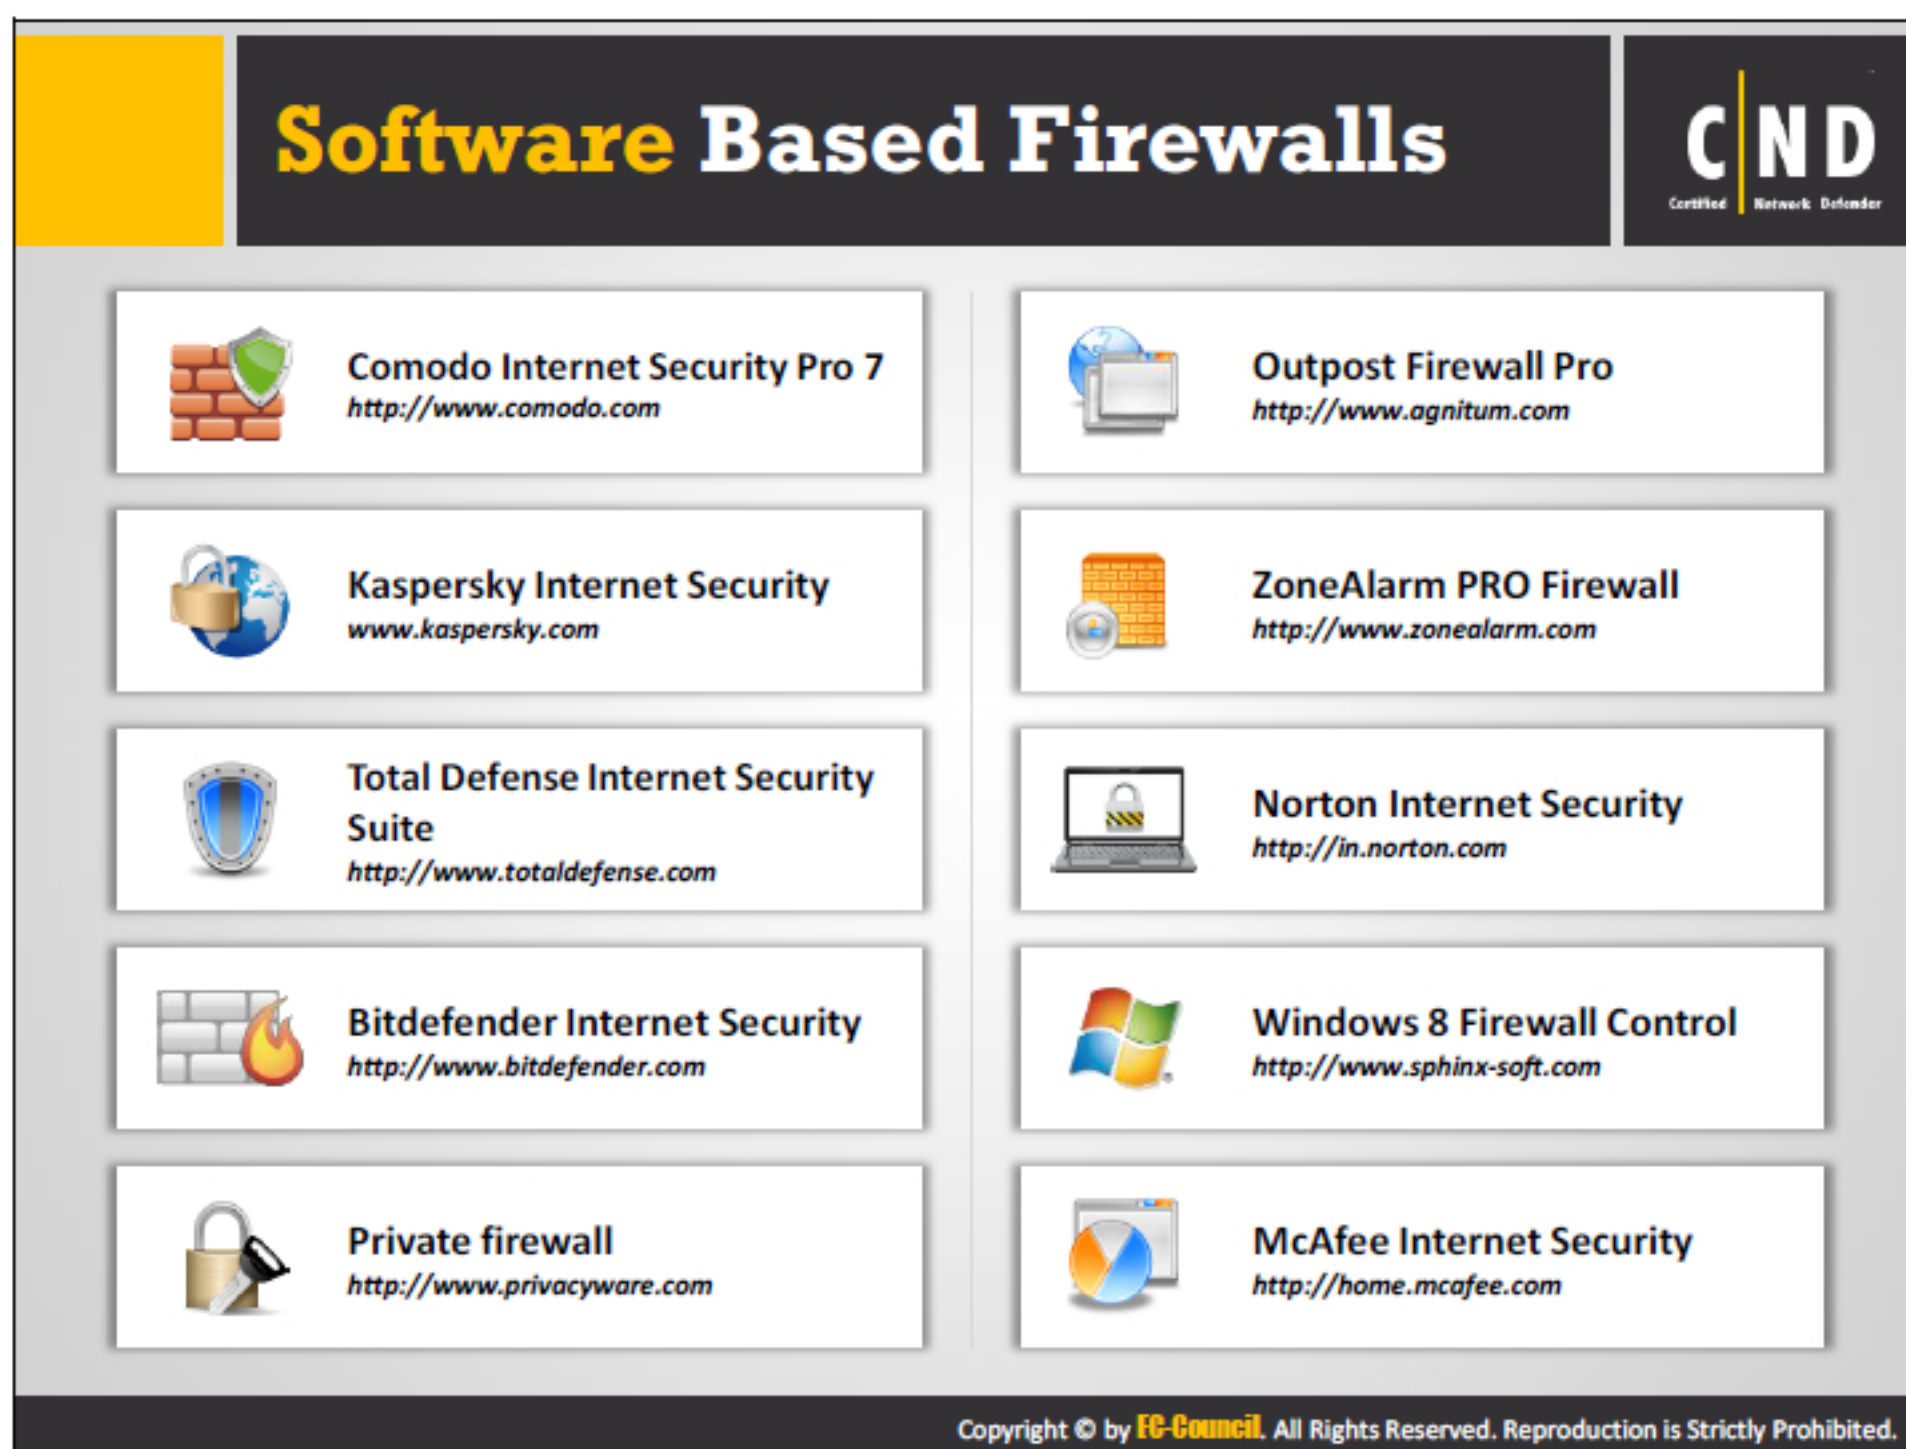 Software Based Firewalls
C|ND
Certified Network Defender
Comodo Internet Security Pro 7
http://www.comodo.com
Kaspersky Internet Security
www.kaspersky.com
Total Defense Internet Security
Suite
http://www.totaldefense.com
Bitdefender Internet Security
http://www.bitdefender.com
Private firewall
http://www.privacyware.com
Outpost Firewall Pro
http://www.agnitum.com
ZoneAlarm PRO Firewall
http://www.zonealarm.com
Norton Internet Security
http://in.norton.com
Windows 8 Firewall Control
http://www.sphinx-soft.com
McAfee Internet Security
http://home.mcafee.com
Copyright © by EC-Council. All Rights Reserved. Reproduction is Strictly Prohibited.